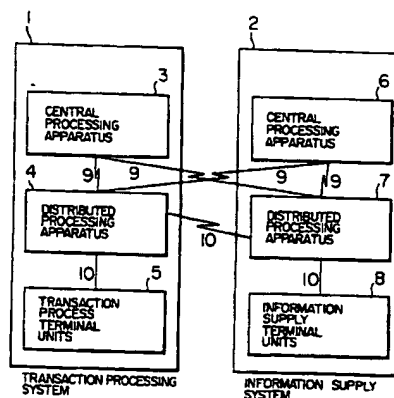 1
2
3
CENTRAL
PROCESSING
APPARATUS
6
CENTRAL
PROCESSING
APPARATUS
4
9
9
9
9
7
DISTRIBUTED
PROCESSING
APPARATUS
10
DISTRIBUTED
PROCESSING
APPARATUS
10
5
TRANSACTION
PROCESS
TERMINAL
UNITS
10
8
INFORMATION
SUPPLY
TERMINAL
UNITS
TRANSACTION PROCESSING
SYSTEM
INFORMATION SUPPLY
SYSTEM